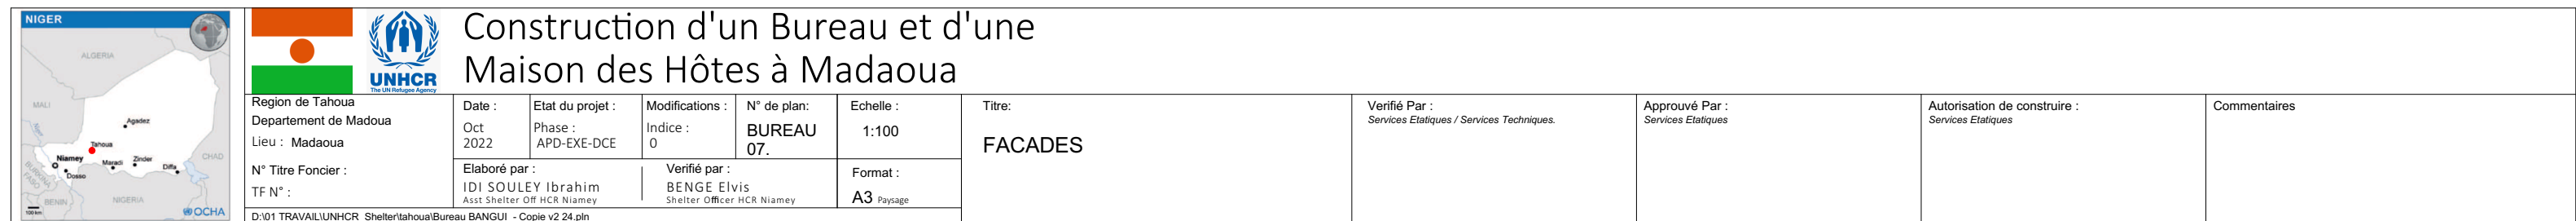 NIGER
ALGERIA
MALI
Agadez
Niger
Tahoua
CHAD
Niamey
Maradi
Zinder
Diffa
Dosso
BURKINA
FASO
BENIN
NIGERIA
100 km
OCHA
UNHCR
The UN Refugee Agency
Construction d'un Bureau et d'une
Maison des Hôtes à Madaoua
Region de Tahoua
Departement de Madoua
Lieu : Madaoua
N° Titre Foncier :
TF N° :
Date :
Oct
2022
Etat du projet :
Phase :
APD-EXE-DCE
Modifications :
Indice :
0
N° de plan:
BUREAU
07.
Echelle :
1:100
Elaboré par :
IDI SOULEY Ibrahim
Asst Shelter Off HCR Niamey
Verifié par :
BENGE Elvis
Shelter Officer HCR Niamey
Format :
A3 Paysage
D:\01 TRAVAIL\UNHCR_Shelter\tahoua\Bureau BANGUI - Copie v2 24.pln
Titre:
FACADES
Verifié Par :
Services Etatiques / Services Techniques.
Approuvé Par :
Services Etatiques
Autorisation de construire :
Services Etatiques
Commentaires